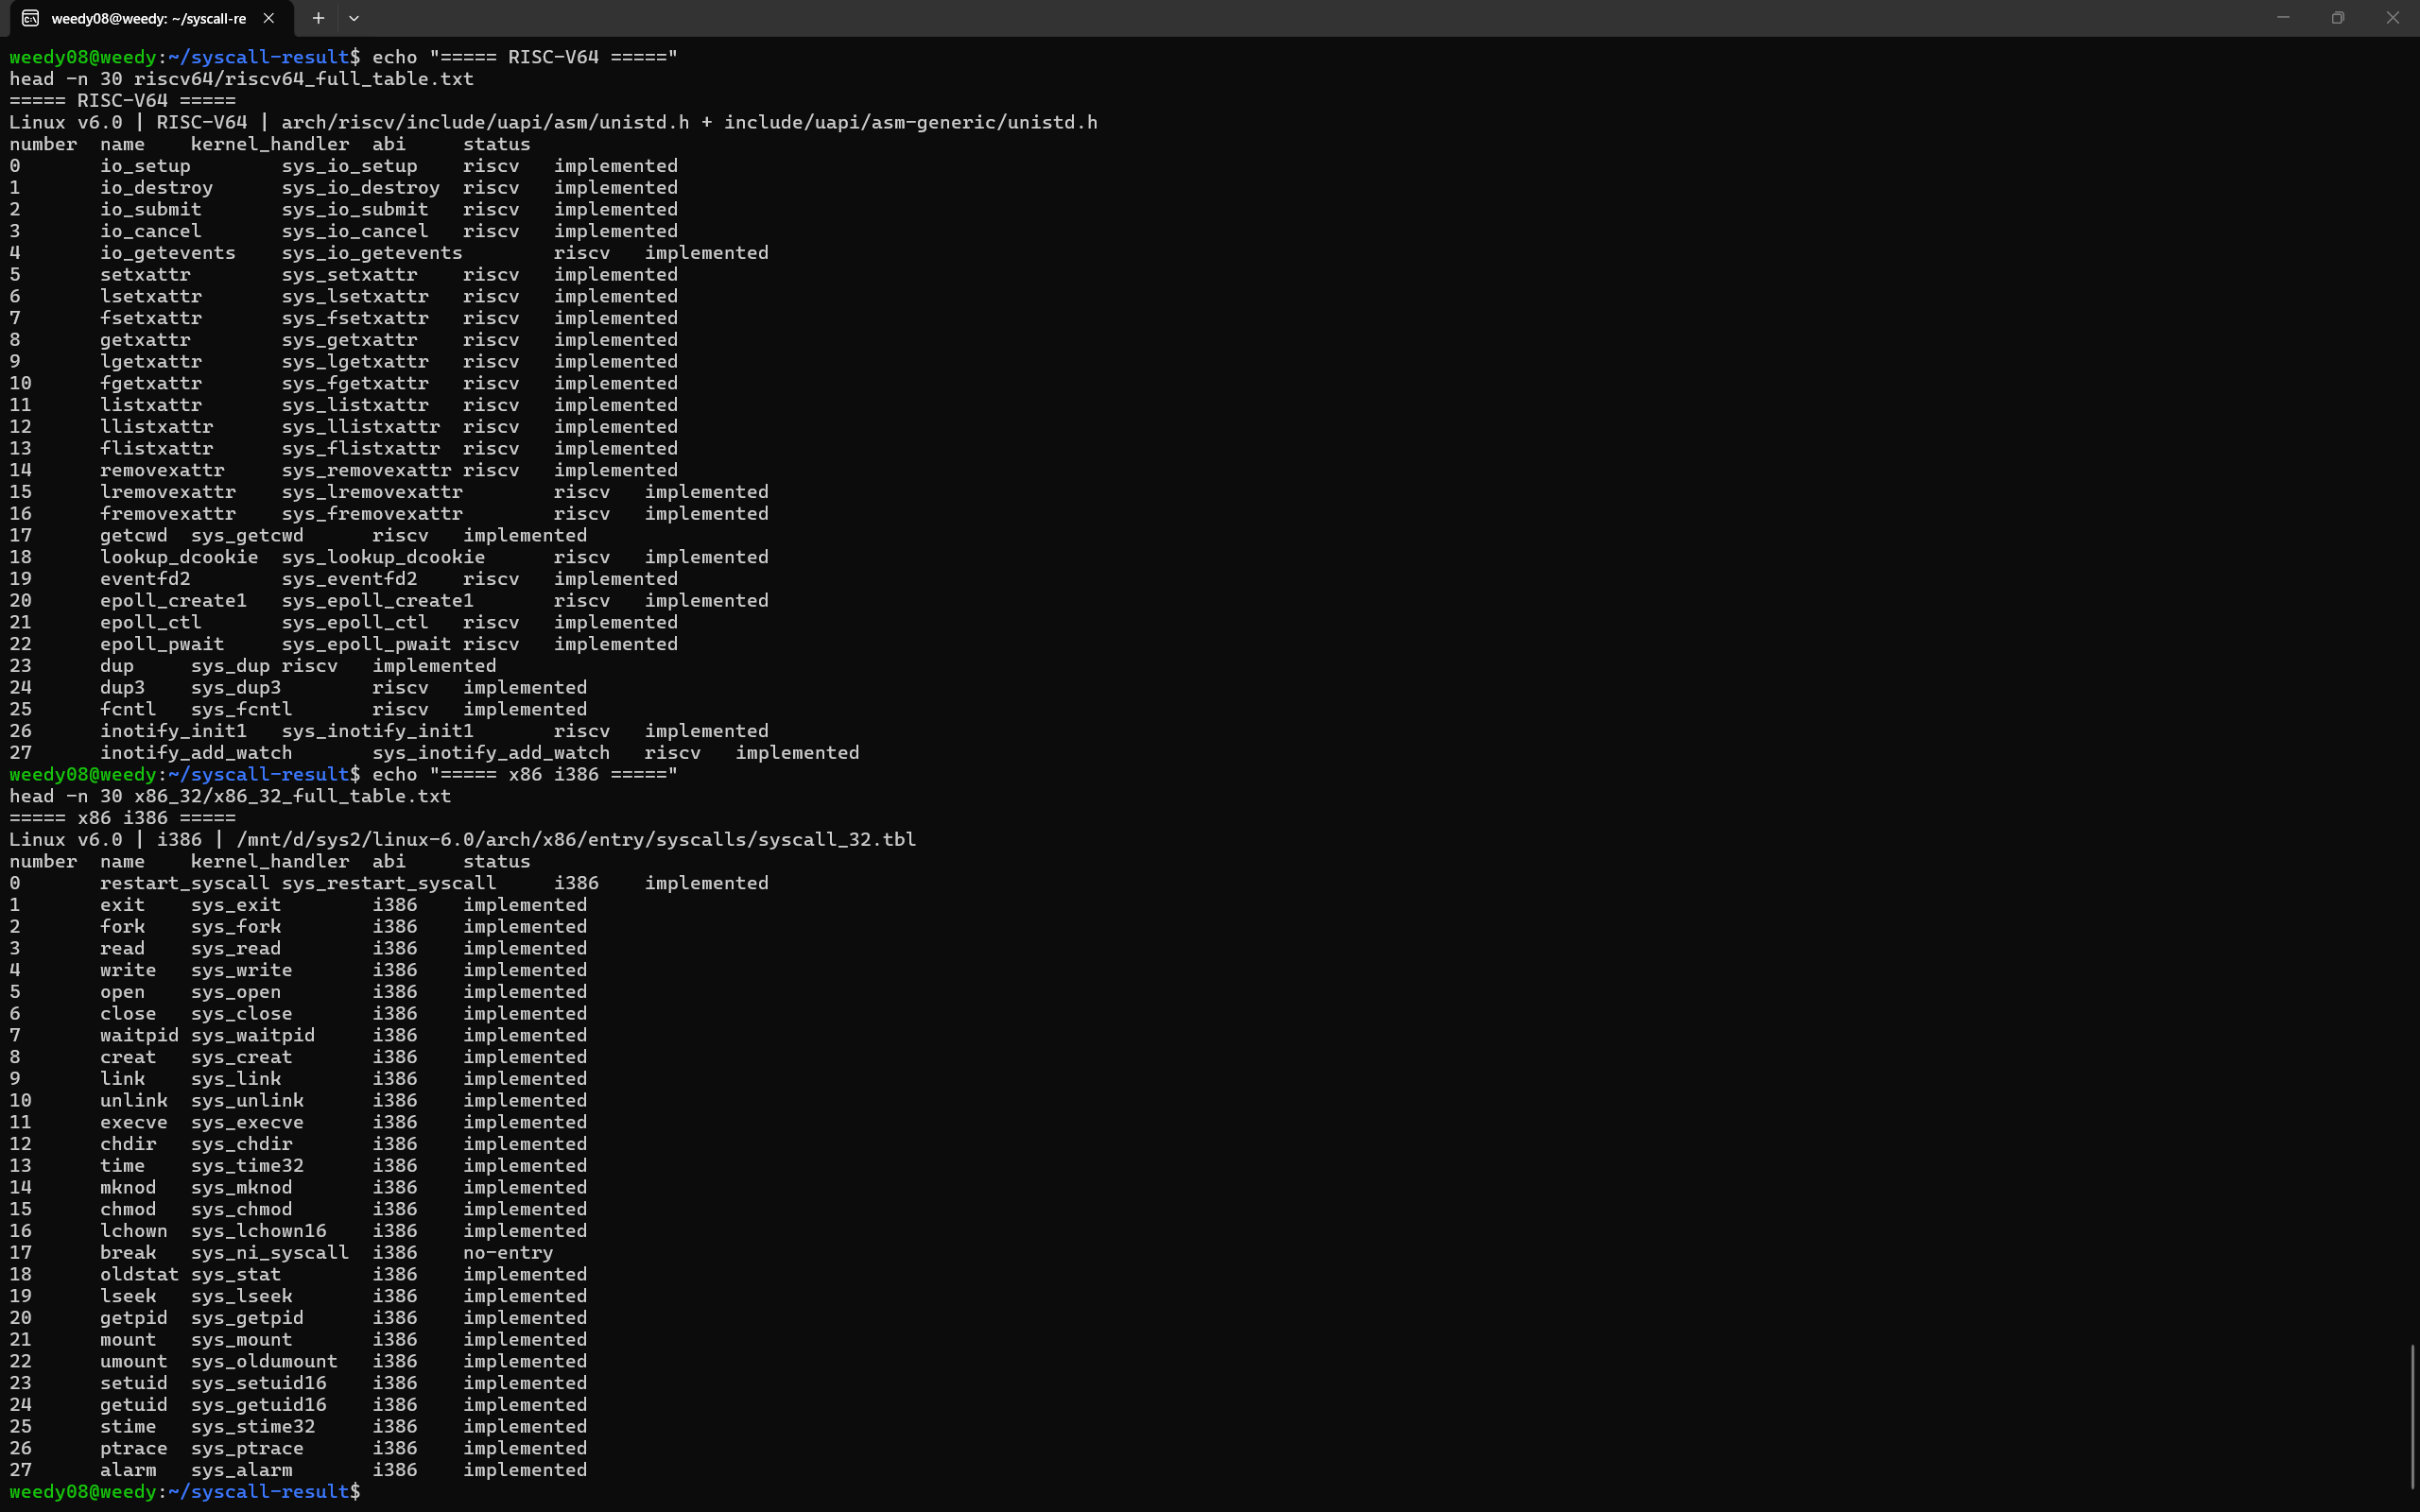 weedy08@weedy: ~/syscall-re
weedy08@weedy:~/syscall-result$ echo "===== RISC-V64 ====="
head -n 30 riscv64/riscv64_full_table.txt
===== RISC-V64 =====
Linux v6.0 | RISC-V64 | arch/riscv/include/uapi/asm/unistd.h + include/uapi/asm-generic/unistd.h
number  name    kernel_handler  abi     status
0       io_setup        sys_io_setup    riscv   implemented
1       io_destroy      sys_io_destroy  riscv   implemented
2       io_submit       sys_io_submit   riscv   implemented
3       io_cancel       sys_io_cancel   riscv   implemented
4       io_getevents    sys_io_getevents        riscv   implemented
5       setxattr        sys_setxattr    riscv   implemented
6       lsetxattr       sys_lsetxattr   riscv   implemented
7       fsetxattr       sys_fsetxattr   riscv   implemented
8       getxattr        sys_getxattr    riscv   implemented
9       lgetxattr       sys_lgetxattr   riscv   implemented
10      fgetxattr       sys_fgetxattr   riscv   implemented
11      listxattr       sys_listxattr   riscv   implemented
12      llistxattr      sys_llistxattr  riscv   implemented
13      flistxattr      sys_flistxattr  riscv   implemented
14      removexattr     sys_removexattr riscv   implemented
15      lremovexattr    sys_lremovexattr        riscv   implemented
16      fremovexattr    sys_fremovexattr        riscv   implemented
17      getcwd  sys_getcwd      riscv   implemented
18      lookup_dcookie  sys_lookup_dcookie      riscv   implemented
19      eventfd2        sys_eventfd2    riscv   implemented
20      epoll_create1   sys_epoll_create1       riscv   implemented
21      epoll_ctl       sys_epoll_ctl   riscv   implemented
22      epoll_pwait     sys_epoll_pwait riscv   implemented
23      dup     sys_dup riscv   implemented
24      dup3    sys_dup3        riscv   implemented
25      fcntl   sys_fcntl       riscv   implemented
26      inotify_init1   sys_inotify_init1       riscv   implemented
27      inotify_add_watch       sys_inotify_add_watch   riscv   implemented
weedy08@weedy:~/syscall-result$ echo "===== x86 i386 ====="
head -n 30 x86_32/x86_32_full_table.txt
===== x86 i386 =====
Linux v6.0 | i386 | /mnt/d/sys2/linux-6.0/arch/x86/entry/syscalls/syscall_32.tbl
number  name    kernel_handler  abi     status
0       restart_syscall sys_restart_syscall     i386    implemented
1       exit    sys_exit        i386    implemented
2       fork    sys_fork        i386    implemented
3       read    sys_read        i386    implemented
4       write   sys_write       i386    implemented
5       open    sys_open        i386    implemented
6       close   sys_close       i386    implemented
7       waitpid sys_waitpid     i386    implemented
8       creat   sys_creat       i386    implemented
9       link    sys_link        i386    implemented
10      unlink  sys_unlink      i386    implemented
11      execve  sys_execve      i386    implemented
12      chdir   sys_chdir       i386    implemented
13      time    sys_time32      i386    implemented
14      mknod   sys_mknod       i386    implemented
15      chmod   sys_chmod       i386    implemented
16      lchown  sys_lchown16    i386    implemented
17      break   sys_ni_syscall  i386    no-entry
18      oldstat sys_stat        i386    implemented
19      lseek   sys_lseek       i386    implemented
20      getpid  sys_getpid      i386    implemented
21      mount   sys_mount       i386    implemented
22      umount  sys_oldumount   i386    implemented
23      setuid  sys_setuid16    i386    implemented
24      getuid  sys_getuid16    i386    implemented
25      stime   sys_stime32     i386    implemented
26      ptrace  sys_ptrace      i386    implemented
27      alarm   sys_alarm       i386    implemented
weedy08@weedy:~/syscall-result$